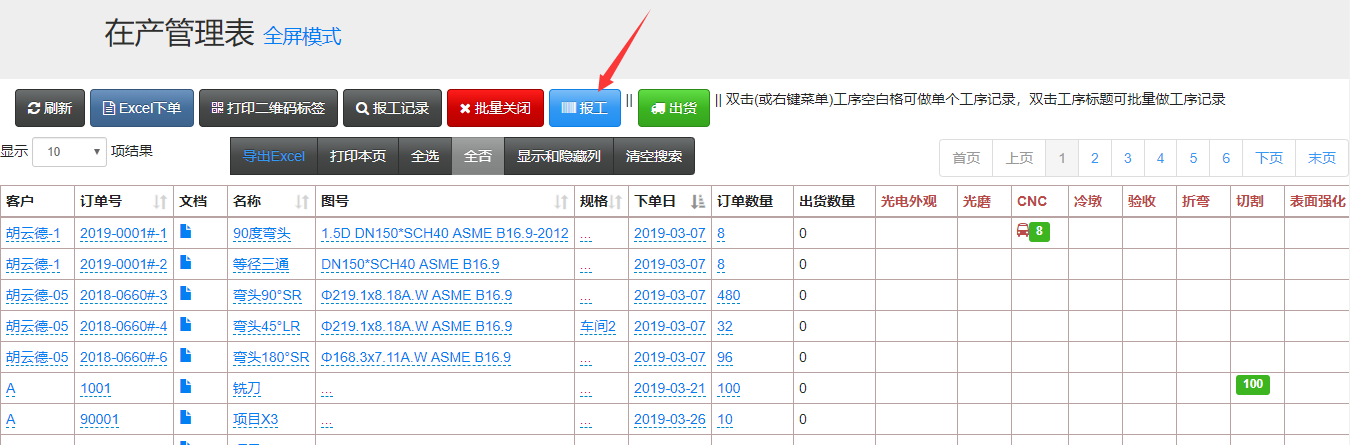 在产管理表 全屏模式
刷新 Excel下单 打印二维码标签 报工记录 批量关闭 报工 || 出货 || 双击(或右键菜单)工序空白格可做单个工序记录，双击工序标题可批量做工序记录
显示 10 项结果 导出Excel 打印本页 全选 全否 显示和隐藏列 清空搜索 首页 上页 1 2 3 4 5 6 下页 末页
客户 订单号 文档 名称 图号 规格 下单日 订单数量 出货数量 光电外观 光磨 CNC 冷墩 验收 折弯 切割 表面强化
胡云德-1 2019-0001#-1 90度弯头 1.5D DN150*SCH40 ASME B16.9-2012 ... 2019-03-07 8 0 8
胡云德-1 2019-0001#-2 等径三通 DN150*SCH40 ASME B16.9 ... 2019-03-07 8 0
胡云德-05 2018-0660#-3 弯头90°SR Φ219.1x8.18A.W ASME B16.9 ... 2019-03-07 480 0
胡云德-05 2018-0660#-4 弯头45°LR Φ219.1x8.18A.W ASME B16.9 车间2 2019-03-07 32 0
胡云德-05 2018-0660#-6 弯头180°SR Φ168.3x7.11A.W ASME B16.9 ... 2019-03-07 96 0
A 1001 铣刀 ... ... 2019-03-21 100 0 100
A 90001 项目X3 ... ... 2019-03-26 10 0